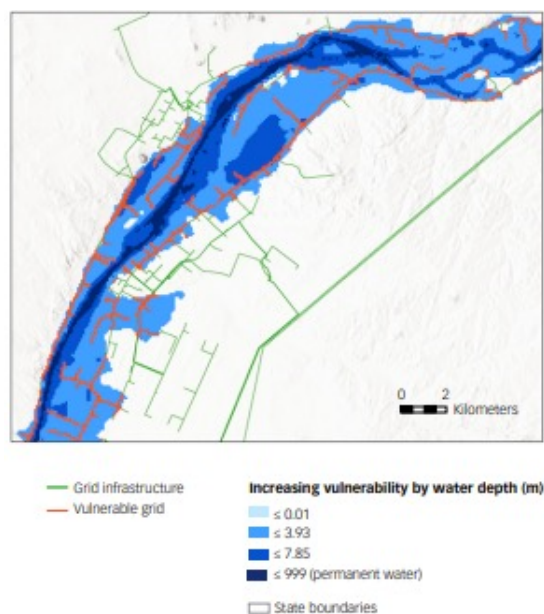 0 2
Kilometers
Grid infrastructure
Vulnerable grid
Increasing vulnerability by water depth (m)
≤ 0.01
≤ 3.93
≤ 7.85
≤ 999 (permanent water)
State boundaries